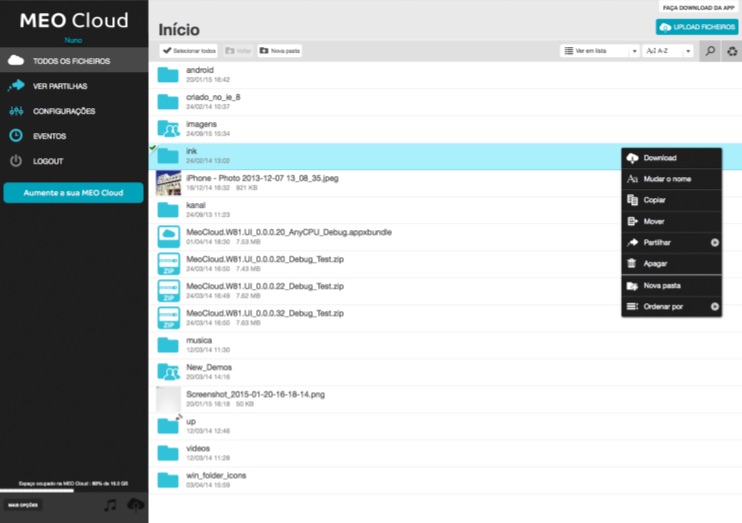 MEO Cloud
Nuno
TODOS OS FICHEIROS
VER PARTILHAS
CONFIGURAÇÕES
EVENTOS
LOGOUT
Aumente a sua MEO Cloud
Espaço ocupado na MEO Cloud : 88% de 16.0 GB
MAIS OPÇÕES
FAÇA DOWNLOAD DA APP
Início
UPLOAD FICHEIROS
Selecionar todos
Voltar
Nova pasta
Ver em lista
A-Z
android
20/01/15 16:42
criado_no_ie_8
24/02/14 10:37
imagens
24/09/15 15:34
ink
24/02/14 13:02
iPhone - Photo 2013-12-07 13_08_35.jpeg
16/12/14 16:32 921 KB
kanal
24/09/13 11:23
MeoCloud.W81.UI_0.0.0.20_AnyCPU_Debug.appxbundle
01/04/14 18:30 7.53 MB
ZIP
MeoCloud.W81.UI_0.0.0.20_Debug_Test.zip
24/03/14 16:50 7.43 MB
ZIP
MeoCloud.W81.UI_0.0.0.22_Debug_Test.zip
24/03/14 16:49 7.62 MB
ZIP
MeoCloud.W81.UI_0.0.0.32_Debug_Test.zip
24/03/14 16:50 7.63 MB
musica
12/03/14 11:30
New_Demos
20/03/14 14:16
Screenshot_2015-01-20-16-18-14.png
20/01/15 16:18 50 KB
up
12/03/14 12:46
videos
12/03/14 12:48
win_folder_icons
03/04/14 15:59
Download
Aa Mudar o nome
Copiar
Mover
Partilhar
Apagar
Nova pasta
Ordenar por